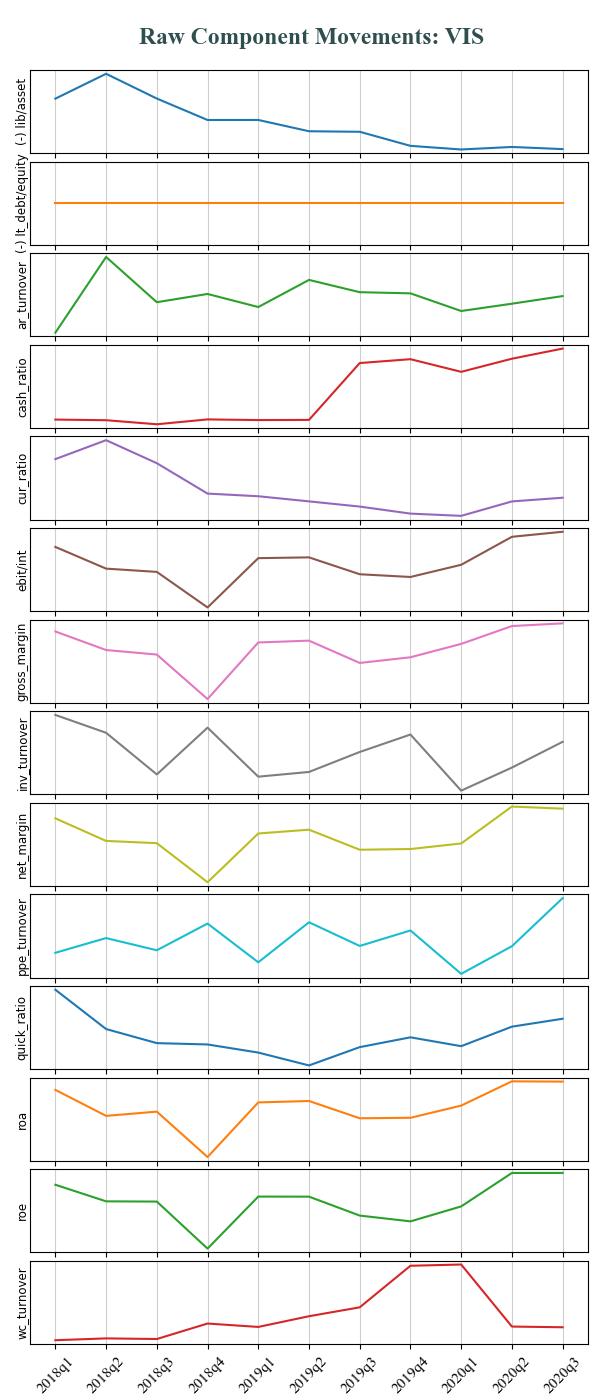 Raw Component Movements: VIS
(-) lib/asset
(-) lt_debt/equity
ar_turnover
cash_ratio
cur_ratio
ebit/int
gross_margin
inv_turnover
net_margin
ppe_turnover
quick_ratio
roa
roe
wc_turnover
2018q1 2018q2 2018q3 2018q4 2019q1 2019q2 2019q3 2019q4 2020q1 2020q2 2020q3